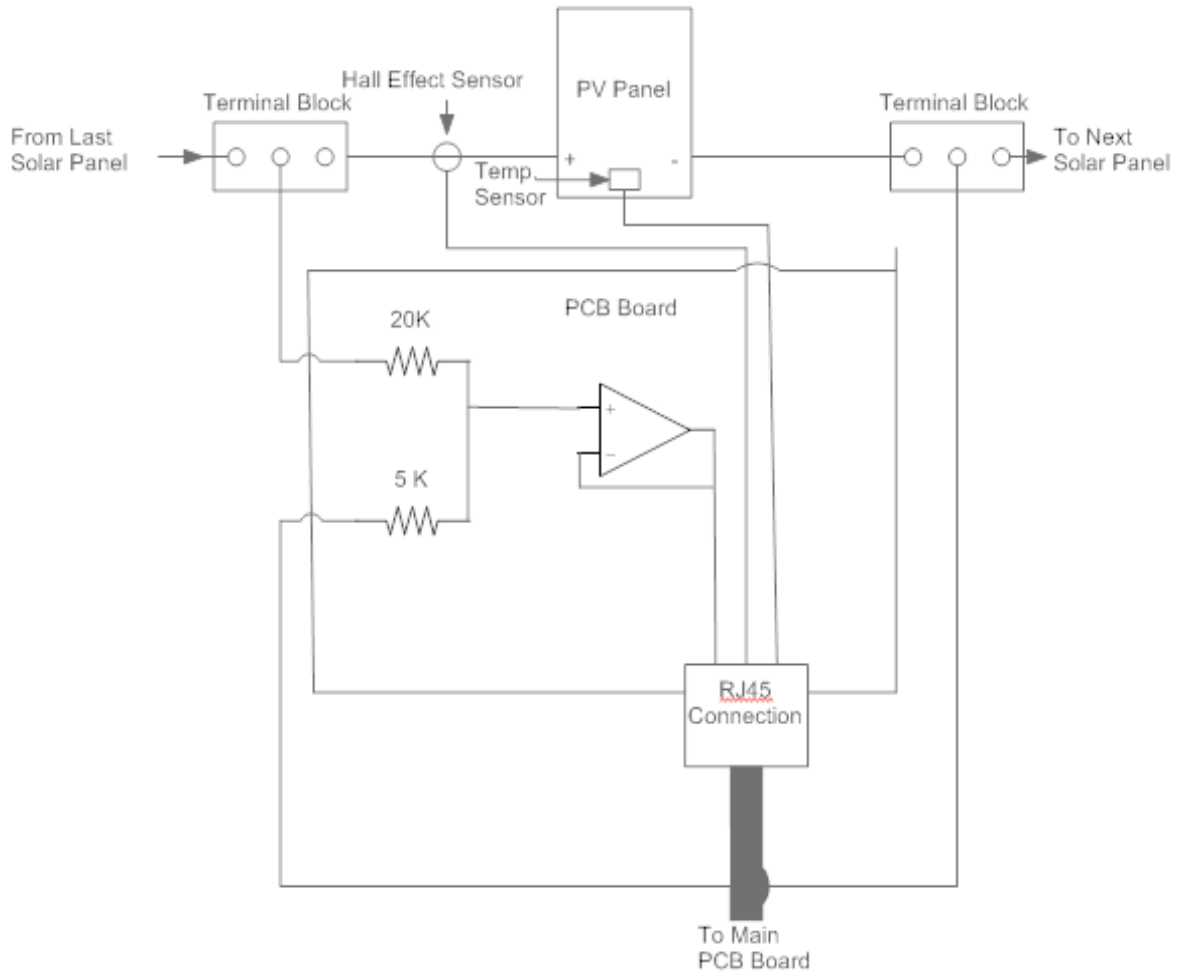 Hall Effect Sensor
PV Panel
Terminal Block
Terminal Block
From Last
Solar Panel
To Next
Solar Panel
+
-
Temp.
Sensor
PCB Board
20K
+
−
5 K
RJ45
Connection
To Main
PCB Board